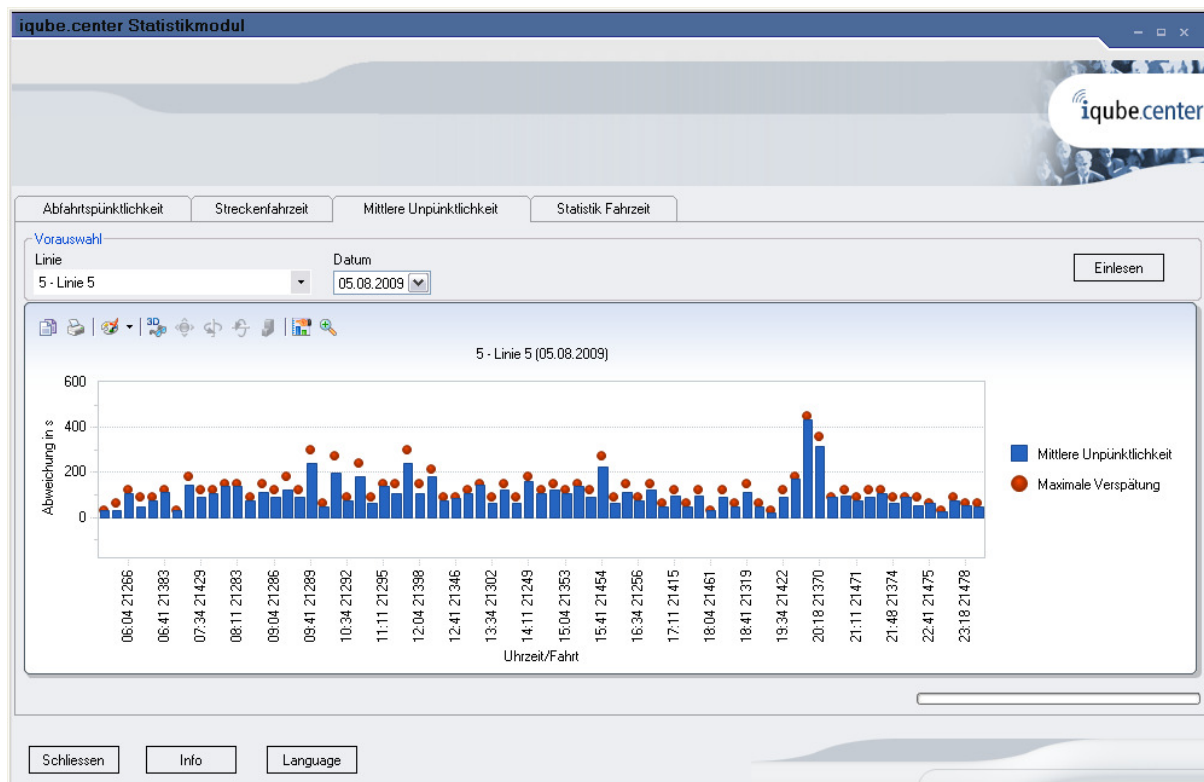 iqube.center Statistikmodul
iqube.center
Abfahrtspünktlichkeit Streckenfahrzeit Mittlere Unpünktlichkeit Statistik Fahrzeit
Vorauswahl
Linie Datum
5 - Linie 5 05.08.2009 Einlesen
3D
5 - Linie 5 (05.08.2009)
600
400
200
0
Abweichung in s
Mittlere Unpünktlichkeit
Maximale Verspätung
06:04 21266
06:41 21383
07:34 21429
08:11 21283
09:04 21286
09:41 21289
10:34 21292
11:11 21295
12:04 21398
12:41 21346
13:34 21302
14:11 21249
15:04 21353
15:41 21454
16:34 21256
17:11 21415
18:04 21461
18:41 21319
19:34 21422
20:18 21370
21:11 21471
21:48 21374
22:41 21475
23:18 21478
Uhrzeit/Fahrt
Schliessen Info Language